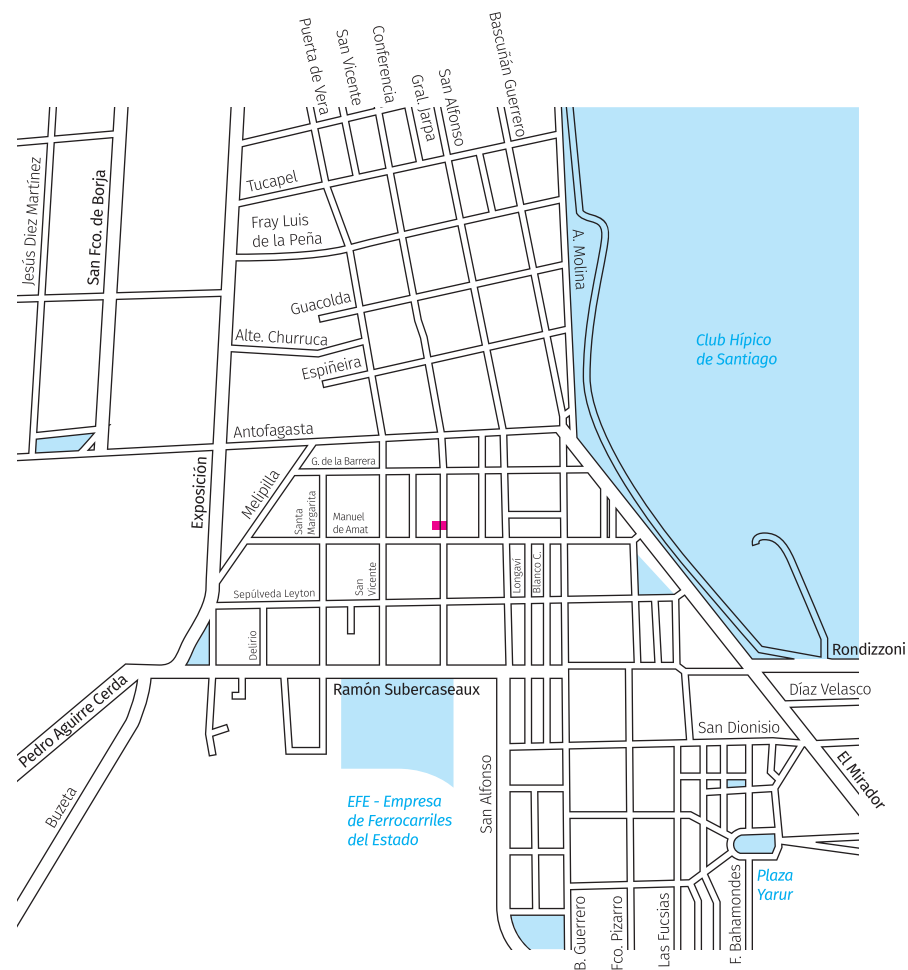 Puerta de Vera
San Vicente
Conferencia
Gral. Jarpa
San Alfonso
Bascuñán Guerrero
Jesús Diez Martínez
San Fco. de Borja
Tucapel
Fray Luis
de la Peña
A. Molina
Guacolda
Alte. Churruca
Espiñeira
Club Hípico
de Santiago
Antofagasta
G. de la Barrera
Exposición
Melipilla
Santa
Margarita
Manuel
de Amat
San
Vicente
Longaví
Blanco C.
Sepúlveda Leyton
Delirio
Rondizzoni
Pedro Aguirre Cerda
Ramón Subercaseaux
Díaz Velasco
San Dionisio
El Mirador
Buzeta
San Alfonso
EFE - Empresa
de Ferrocarriles
del Estado
Plaza
Yarur
B. Guerrero
Fco. Pizarro
Las Fucsias
F. Bahamondes